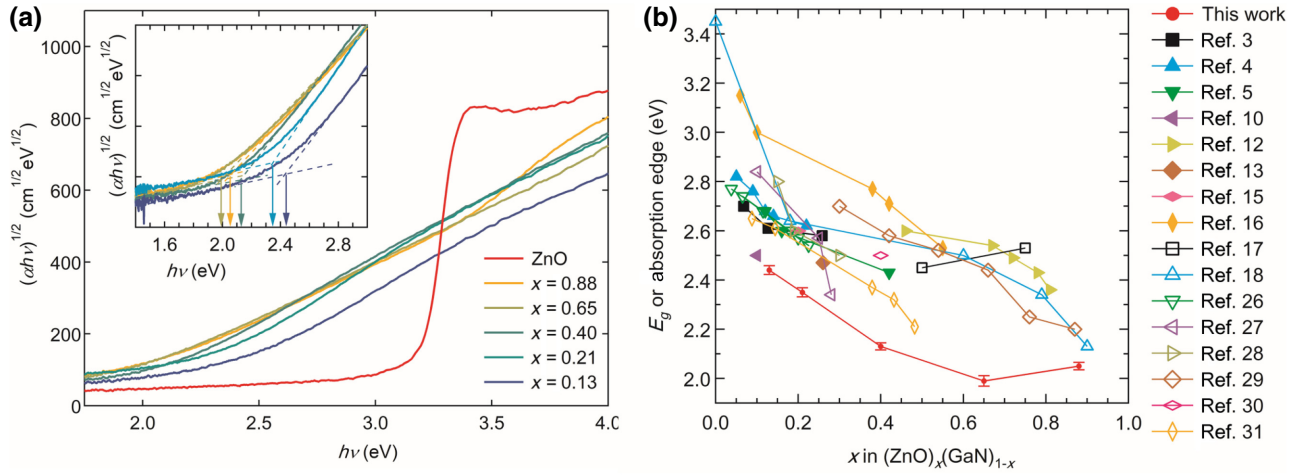 (a)
1000
800
600
400
200
0
(αhν)^{1/2} (cm^{1/2} eV^{1/2})
2.0 2.5 3.0 3.5 4.0
hν (eV)
(αhν)^{1/2} (cm^{1/2} eV^{1/2})
1.6 2.0 2.4 2.8
hν (eV)
ZnO
x = 0.88
x = 0.65
x = 0.40
x = 0.21
x = 0.13
(b)
3.4
3.2
3.0
2.8
2.6
2.4
2.2
2.0
E_g or absorption edge (eV)
0.0 0.2 0.4 0.6 0.8 1.0
x in (ZnO)_x(GaN)_{1-x}
This work
Ref. 3
Ref. 4
Ref. 5
Ref. 10
Ref. 12
Ref. 13
Ref. 15
Ref. 16
Ref. 17
Ref. 18
Ref. 26
Ref. 27
Ref. 28
Ref. 29
Ref. 30
Ref. 31